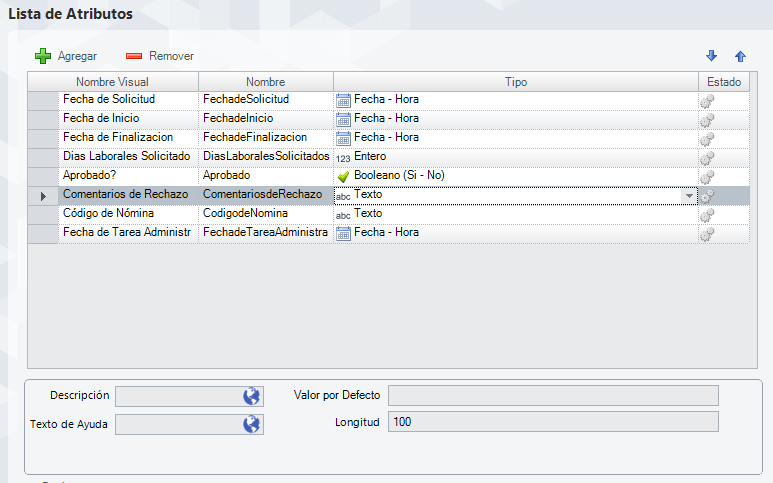 Lista de Atributos
Agregar Remover
Nombre Visual Nombre Tipo Estado
Fecha de Solicitud FechadeSolicitud Fecha - Hora
Fecha de Inicio FechadeInicio Fecha - Hora
Fecha de Finalizacion FechadeFinalizacion Fecha - Hora
Dias Laborales Solicitado DiasLaboralesSolicitados 123 Entero
Aprobado? Aprobado Booleano (Si - No)
Comentarios de Rechazo ComentariosdeRechazo abc Texto
Código de Nómina CodigodeNomina abc Texto
Fecha de Tarea Administr FechadeTareaAdministra Fecha - Hora
Descripción Valor por Defecto
Texto de Ayuda Longitud 100